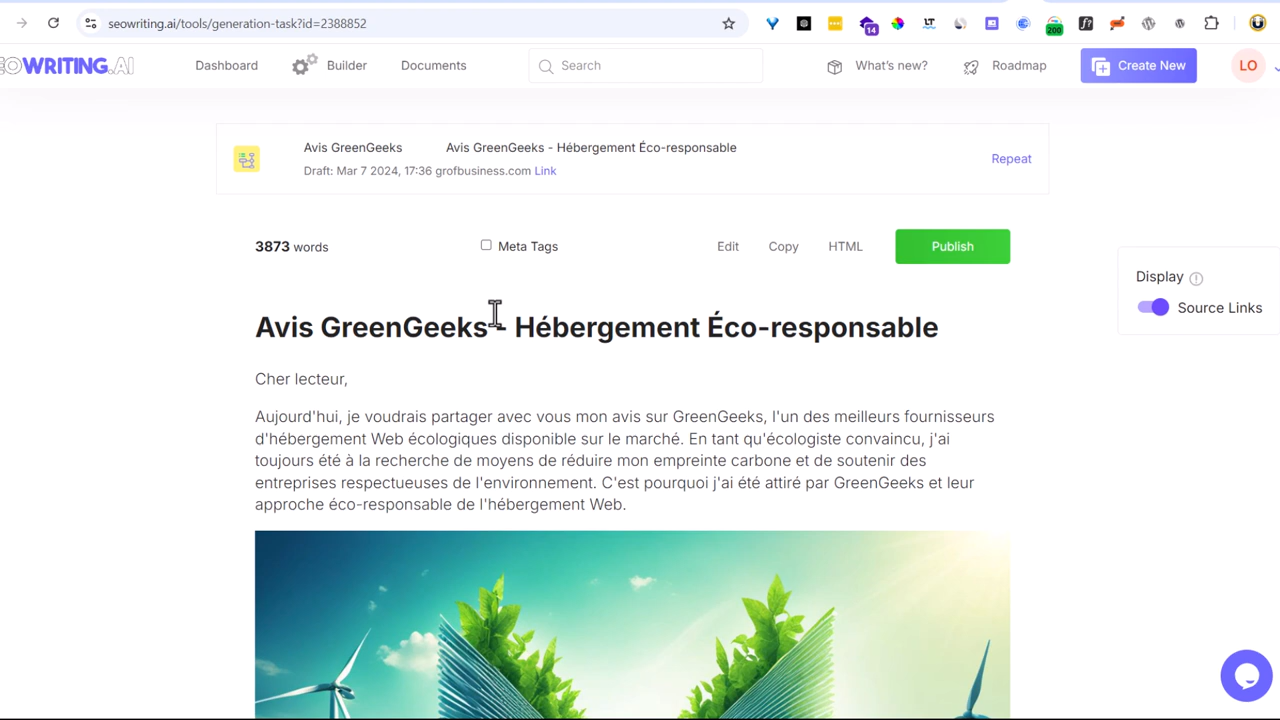 seowriting.ai/tools/generation-task?id=2388852
14
200
WRITING.AI
Dashboard
Builder
Documents
Search
What's new?
Roadmap
Create New
LO
Avis GreenGeeks
Avis GreenGeeks - Hébergement Éco-responsable
Draft: Mar 7 2024, 17:36 grofbusiness.com Link
Repeat
3873 words
Meta Tags
Edit
Copy
HTML
Publish
Display
Source Links
Avis GreenGeeks - Hébergement Éco-responsable
Cher lecteur,
Aujourd'hui, je voudrais partager avec vous mon avis sur GreenGeeks, l'un des meilleurs fournisseurs
d'hébergement Web écologiques disponible sur le marché. En tant qu'écologiste convaincu, j'ai
toujours été à la recherche de moyens de réduire mon empreinte carbone et de soutenir des
entreprises respectueuses de l'environnement. C'est pourquoi j'ai été attiré par GreenGeeks et leur
approche éco-responsable de l'hébergement Web.